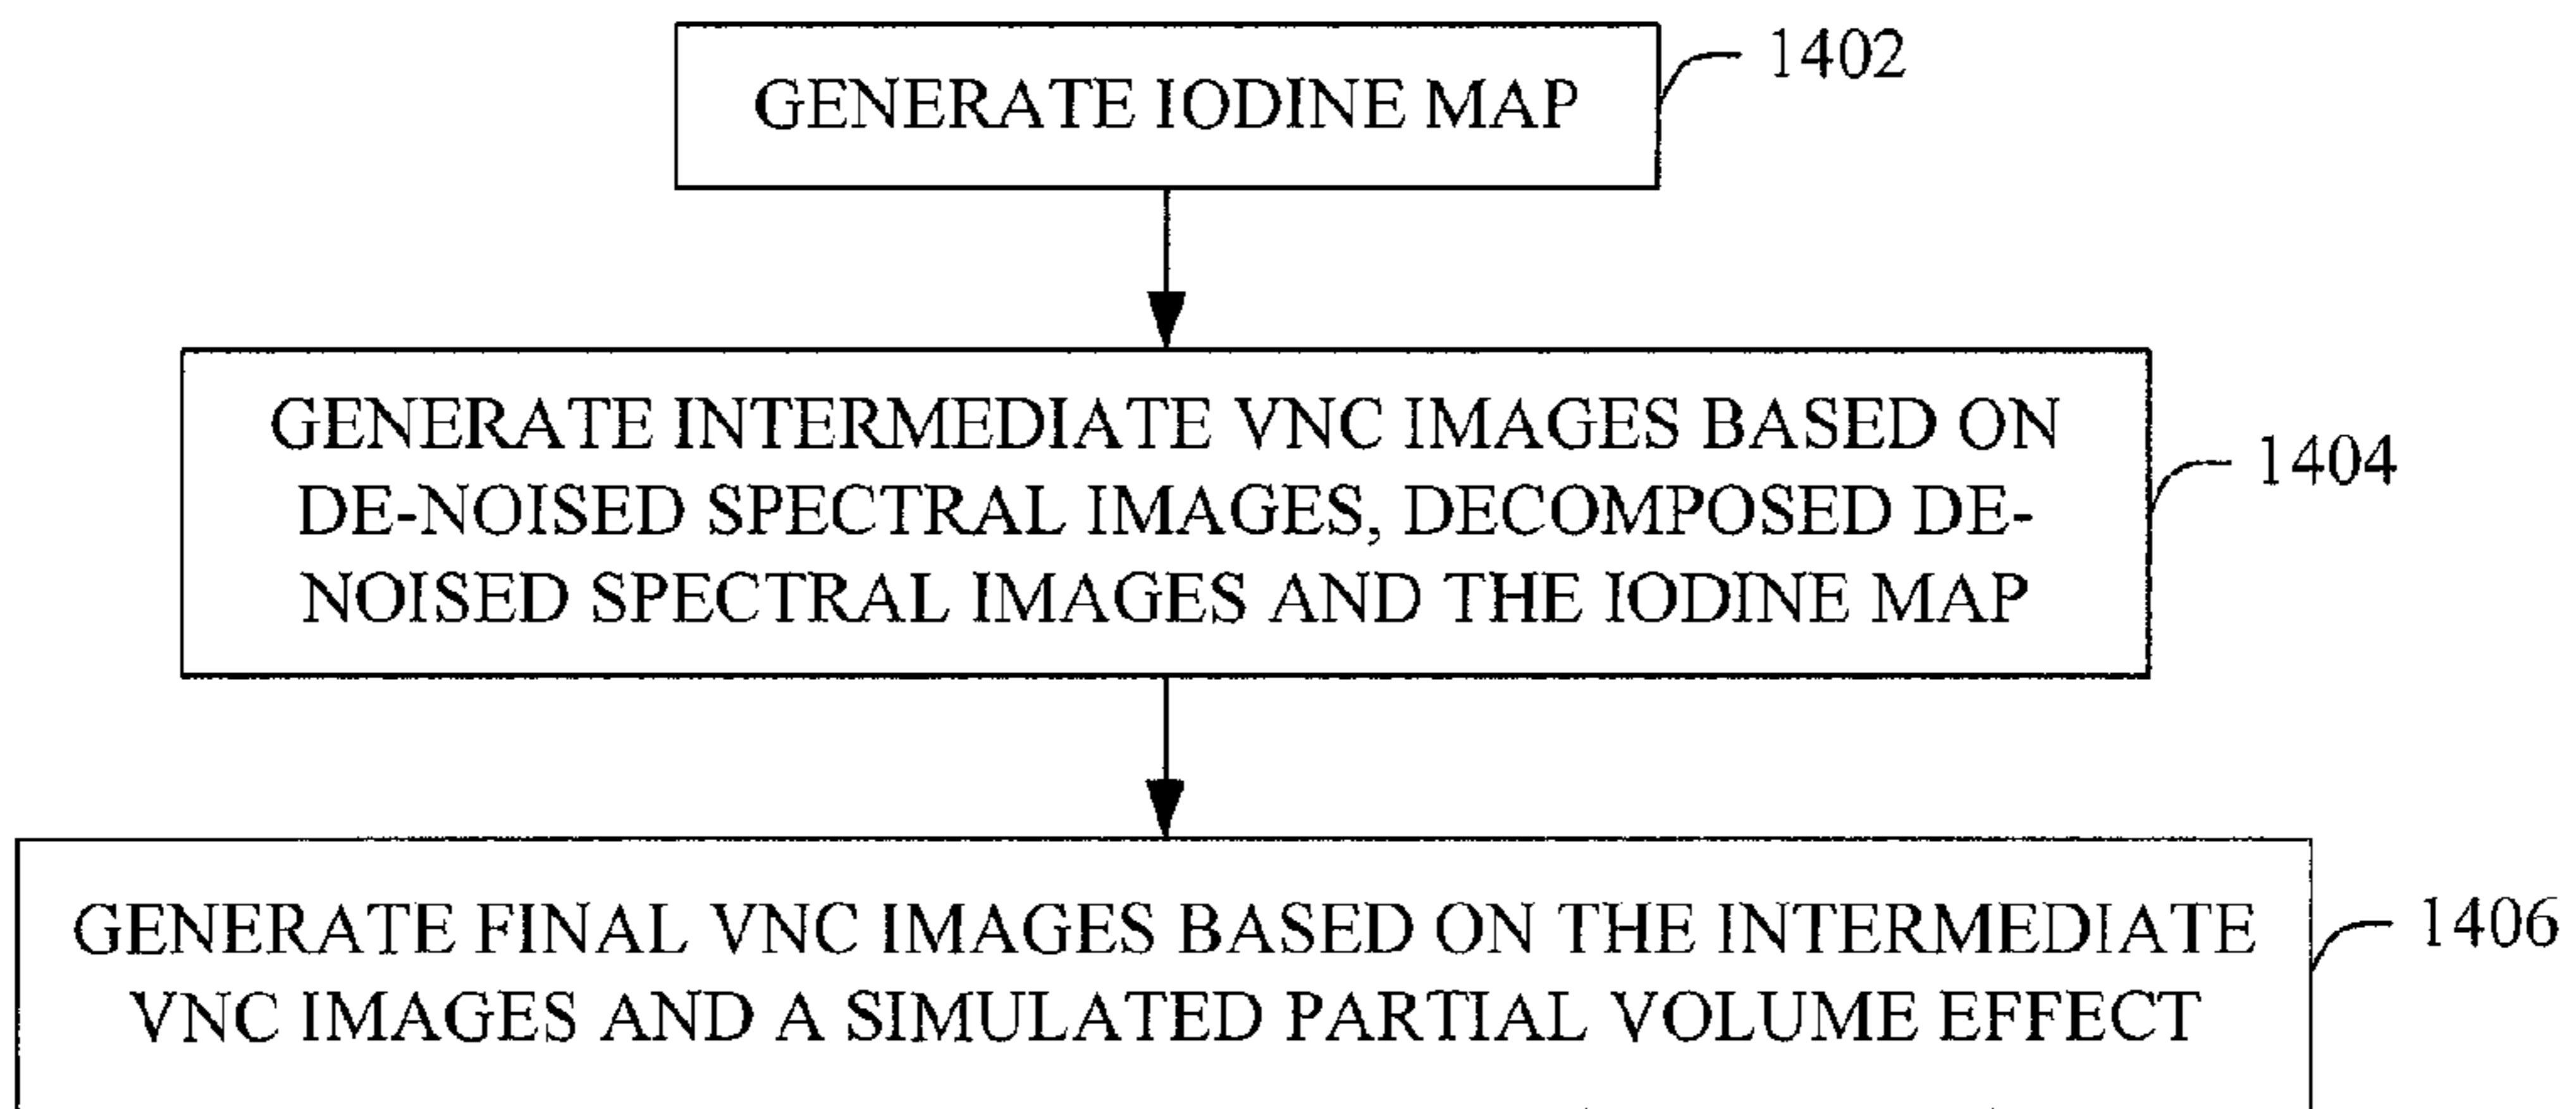 GENERATE IODINE MAP
1402
GENERATE INTERMEDIATE VNC IMAGES BASED ON
DE-NOISED SPECTRAL IMAGES, DECOMPOSED DE-
NOISED SPECTRAL IMAGES AND THE IODINE MAP
1404
GENERATE FINAL VNC IMAGES BASED ON THE INTERMEDIATE
VNC IMAGES AND A SIMULATED PARTIAL VOLUME EFFECT
1406